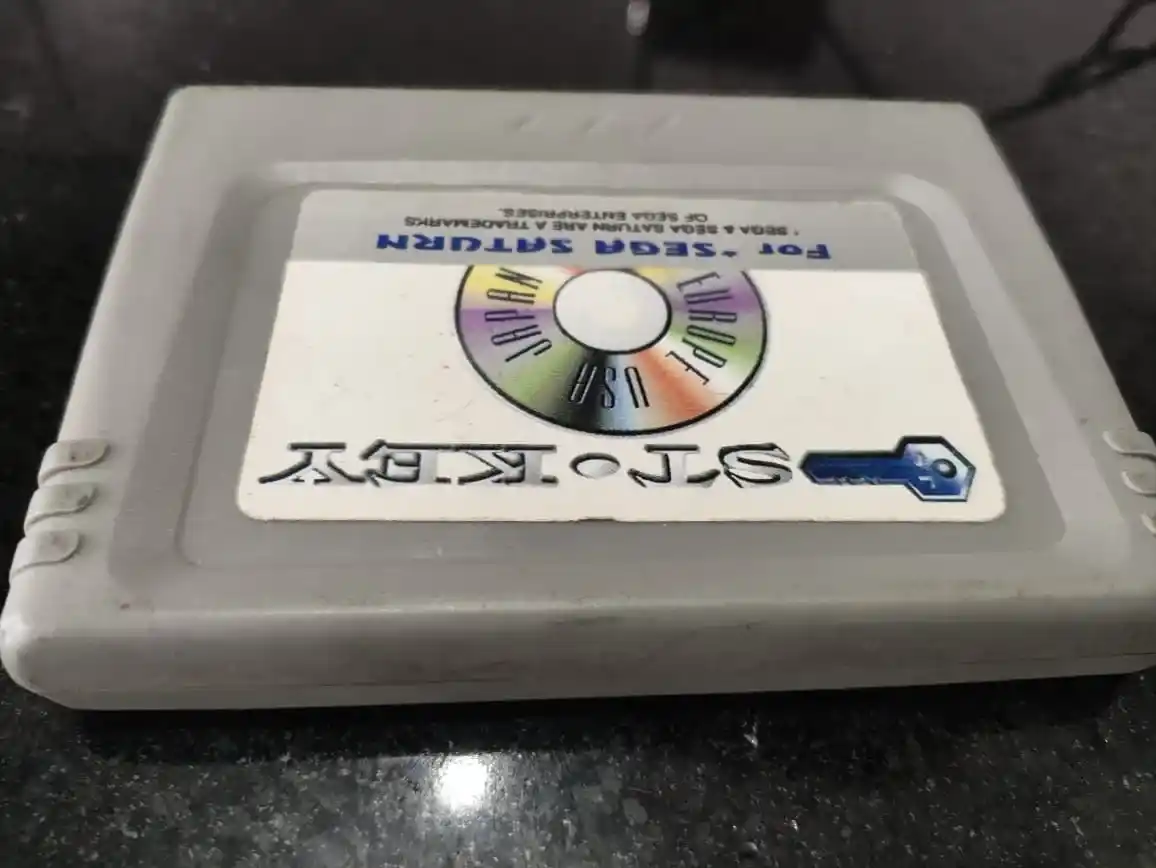 ST•KEY
EUROPE USA JAPAN
For *SEGA SATURN
* SEGA & SEGA SATURN ARE A TRADEMARKS
OF SEGA ENTERPRISES.